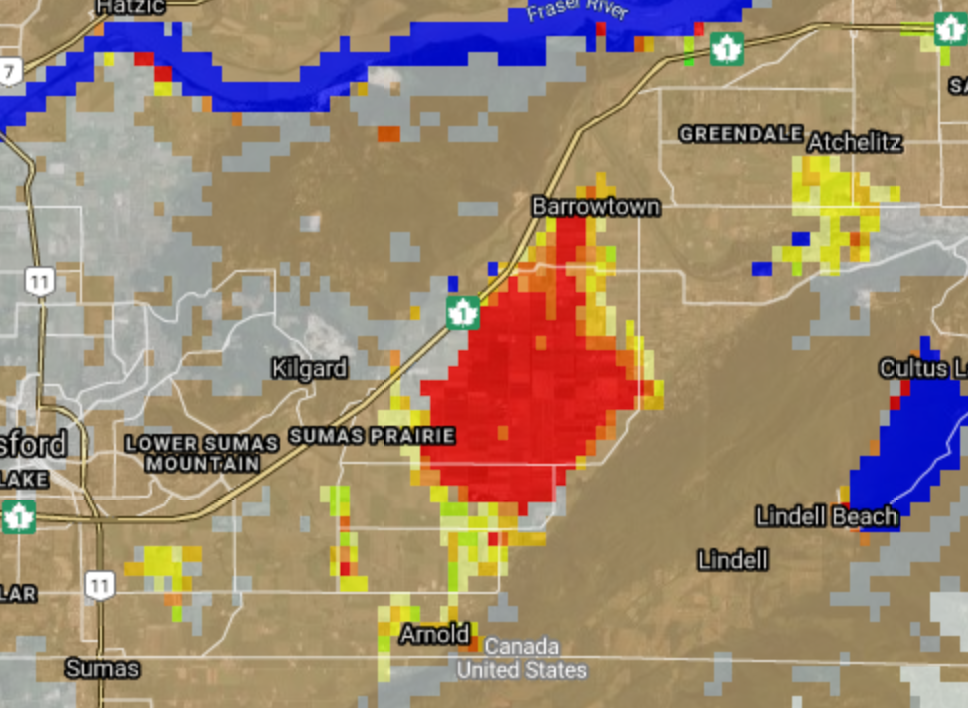 Hatzic
Fraser River
1
1
7
SA
GREENDALE
Atchelitz
Barrowtown
11
1
Kilgard
Cultus L
LOWER SUMAS
MOUNTAIN
SUMAS PRAIRIE
sford
LAKE
1
Lindell Beach
Lindell
11
LAR
Arnold
Canada
United States
Sumas